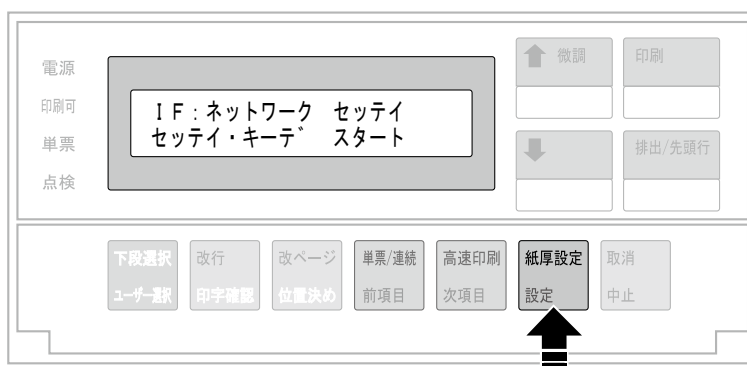 電源
印刷可
単票
点検
IF:ネットワーク セッテイ
セッテイ・キーデ゛ スタート
微調
印刷
排出/先頭行
下段選択
ユーザー選択
改行
印字確認
改ページ
位置決め
単票/連続
前項目
高速印刷
次項目
紙厚設定
設定
取消
中止